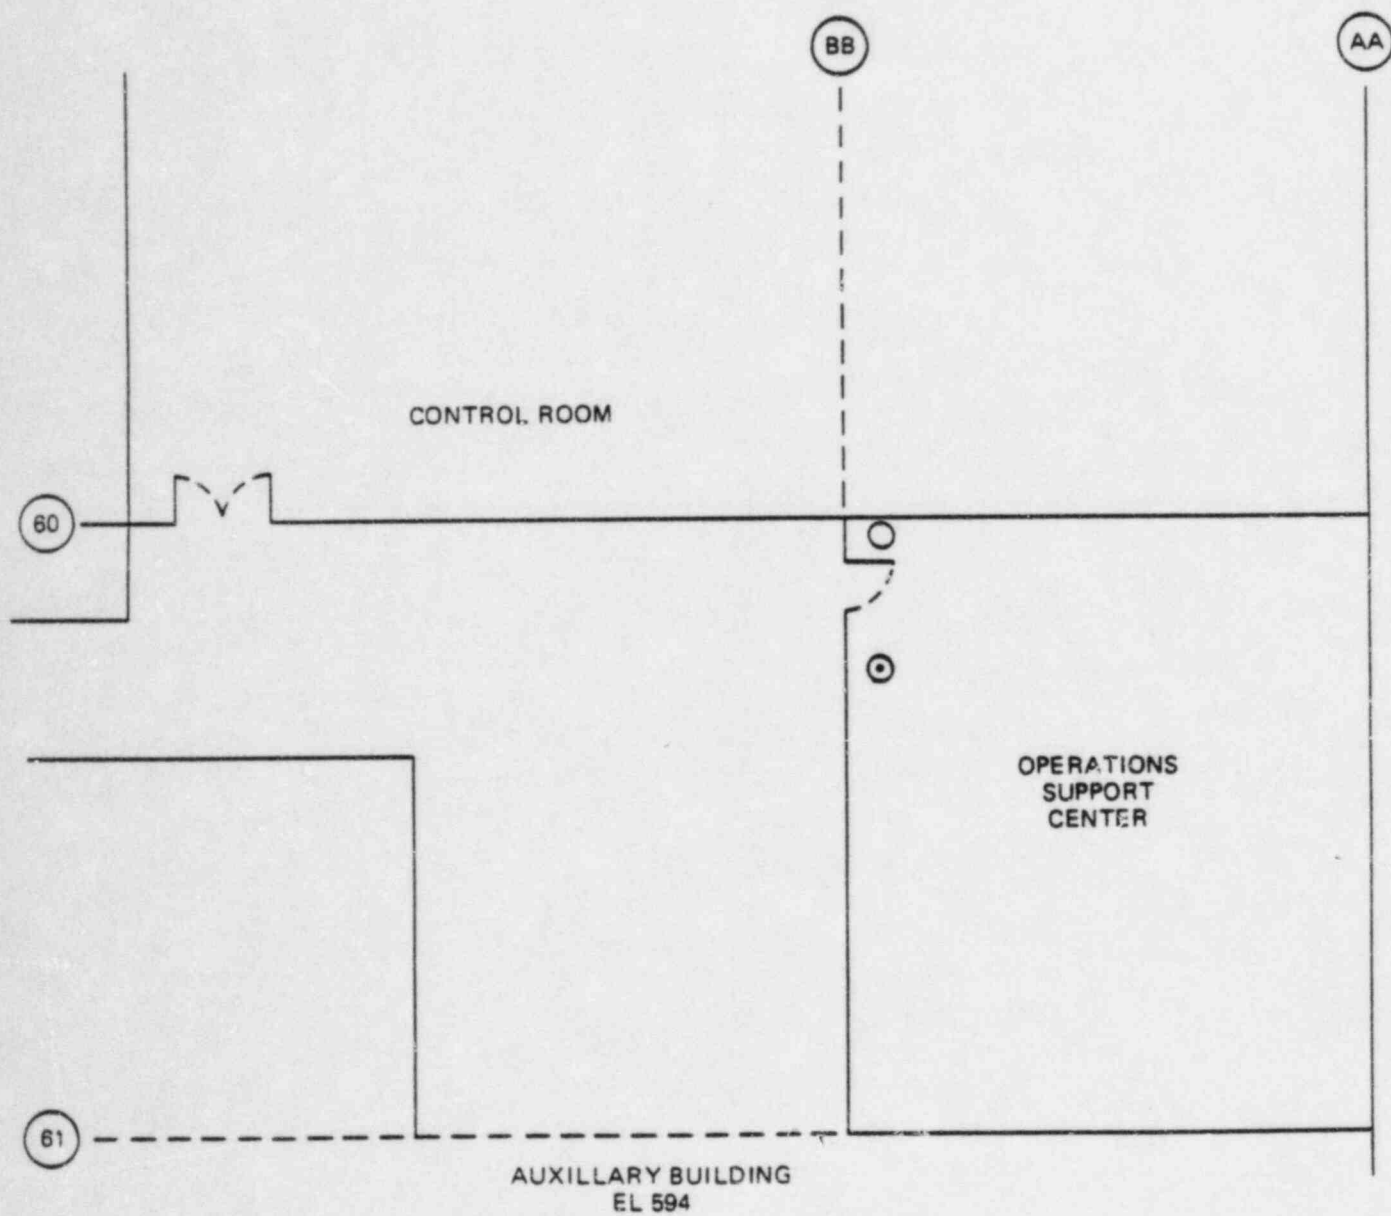 BB
AA
CONTROL ROOM
60
OPERATIONS
SUPPORT
CENTER
61
AUXILLARY BUILDING
EL 594